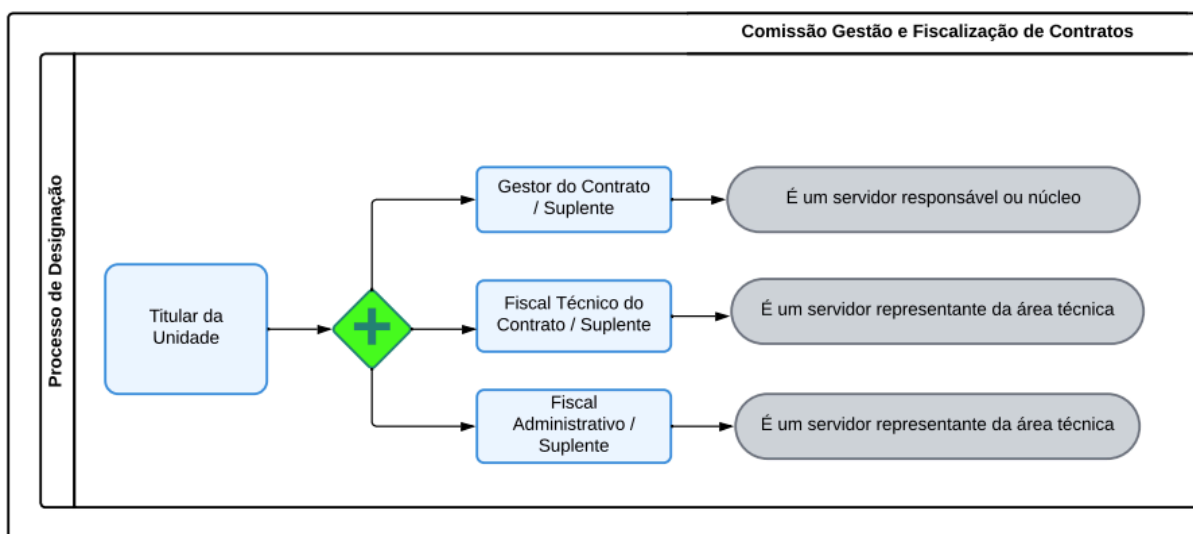 Comissão Gestão e Fiscalização de Contratos
Processo de Designação
Titular da
Unidade
Gestor do Contrato
/ Suplente
É um servidor responsável ou núcleo
Fiscal Técnico do
Contrato / Suplente
É um servidor representante da área técnica
Fiscal
Administrativo /
Suplente
É um servidor representante da área técnica